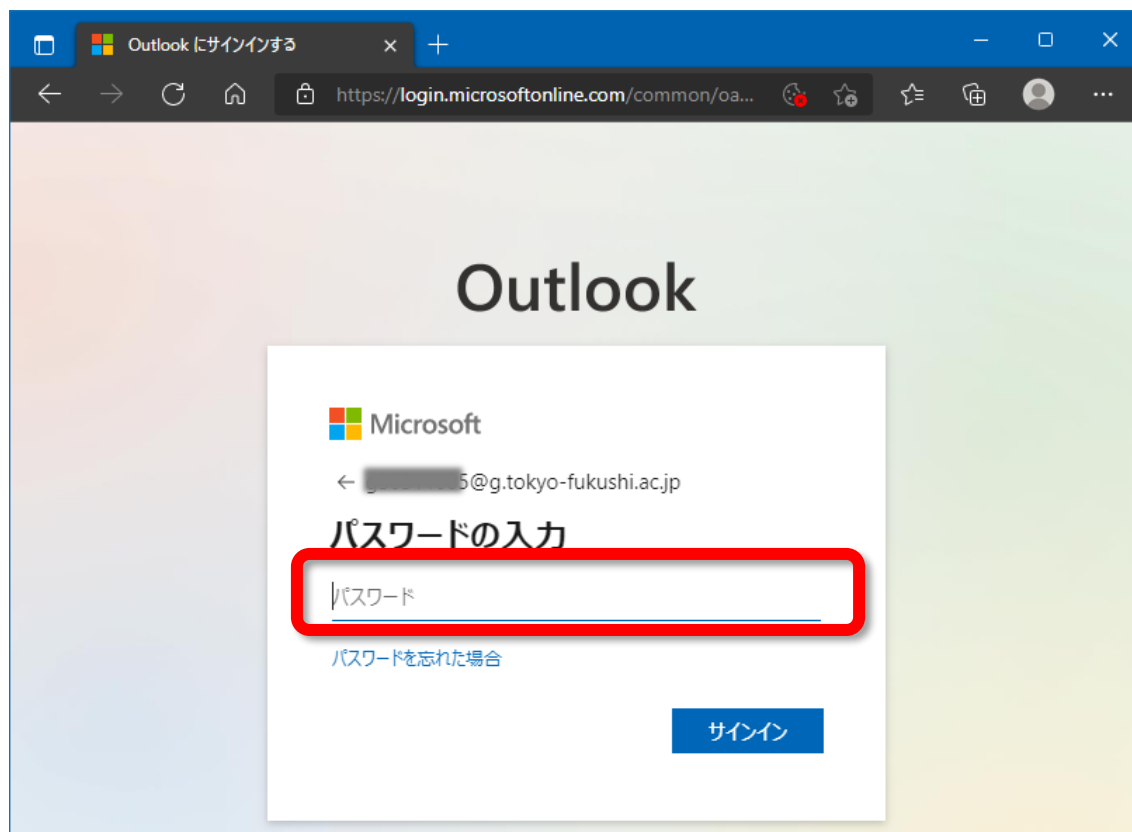 Outlook にサインインする
https://login.microsoftonline.com/common/oa...
Outlook
Microsoft
5@g.tokyo-fukushi.ac.jp
パスワードの入力
パスワード
パスワードを忘れた場合
サインイン